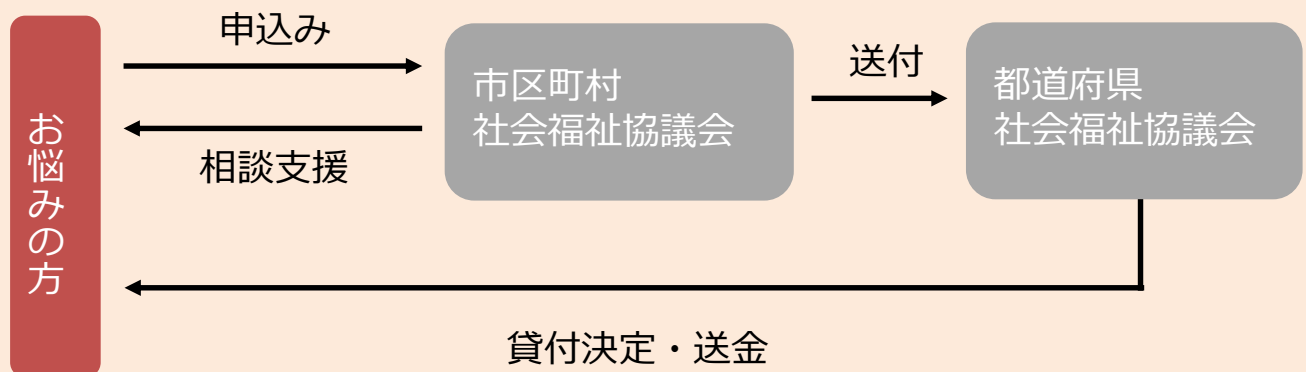 お悩みの方
申込み
相談支援
市区町村
社会福祉協議会
送付
都道府県
社会福祉協議会
貸付決定・送金